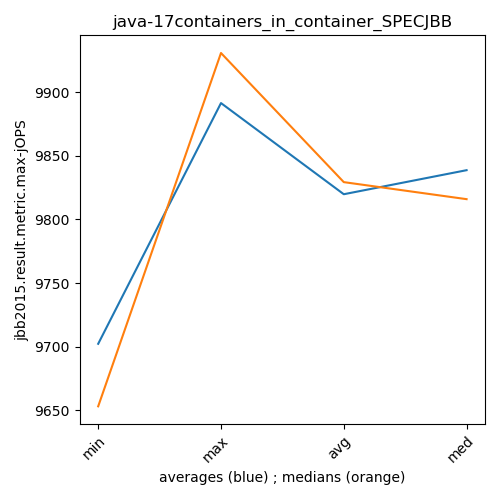 java-17containers_in_container_SPECJBB
jbb2015.result.metric.max-jOPS
9900
9850
9800
9750
9700
9650
min
max
avg
med
averages (blue) ; medians (orange)